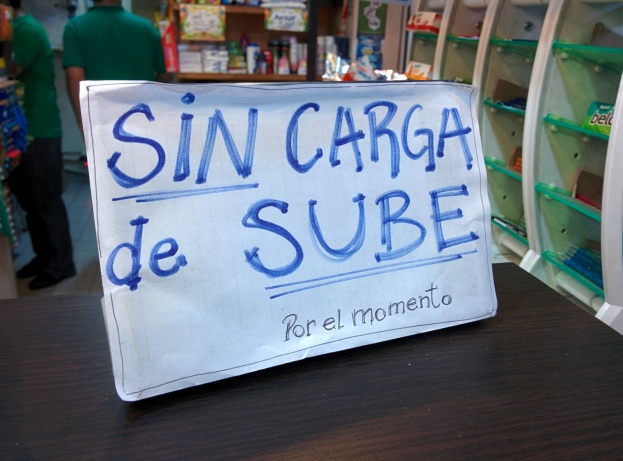 SiN CARGA
de SUBE
Por el momento